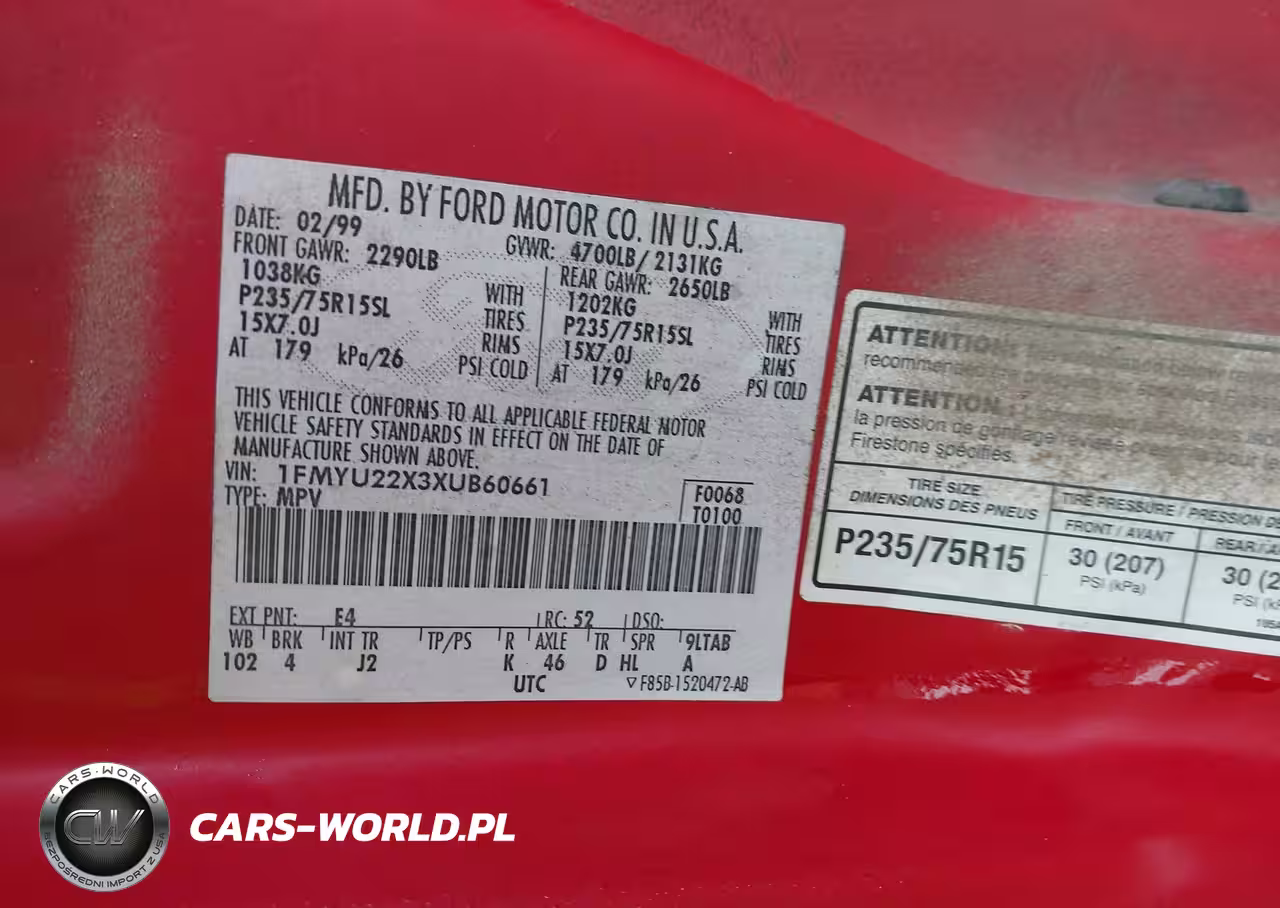 MFD. BY FORD MOTOR CO. IN U.S.A.
DATE: 02/99 GVWR: 4700LB/ 2131KG
FRONT GAWR: 2290LB REAR GAWR: 2650LB
1038KG WITH 1202KG WITH
P235/75R15SL TIRES P235/75R15SL TIRES
15X7.0J RIMS 15X7.0J RIMS
AT 179 kPa/26 PSI COLD AT 179 kPa/26 PSI COLD
THIS VEHICLE CONFORMS TO ALL APPLICABLE FEDERAL MOTOR
VEHICLE SAFETY STANDARDS IN EFFECT ON THE DATE OF
MANUFACTURE SHOWN ABOVE.
VIN: 1FMYU22X3XUB60661
TYPE: MPV
F0068
T0100
EXT PNT: E4 RC: 52 DSO:
WB BRK INT TR TP/PS R AXLE TR SPR 9LTAB
102 4 J2 K 46 D HL A
UTC ▽F85B-1520472-AB
ATTENTION
ATTENTION :
la pression de gonflage
Firestone spécifiés.
TIRE SIZE
DIMENSIONS DES PNEUS
TIRE PRESSURE / PRESSION
FRONT / AVANT
P235/75R15
30 (207)
PSI (kPa)
30
PSI
CARS-WORLD
CW
BEZPOŚREDNI IMPORT Z USA
CARS-WORLD.PL